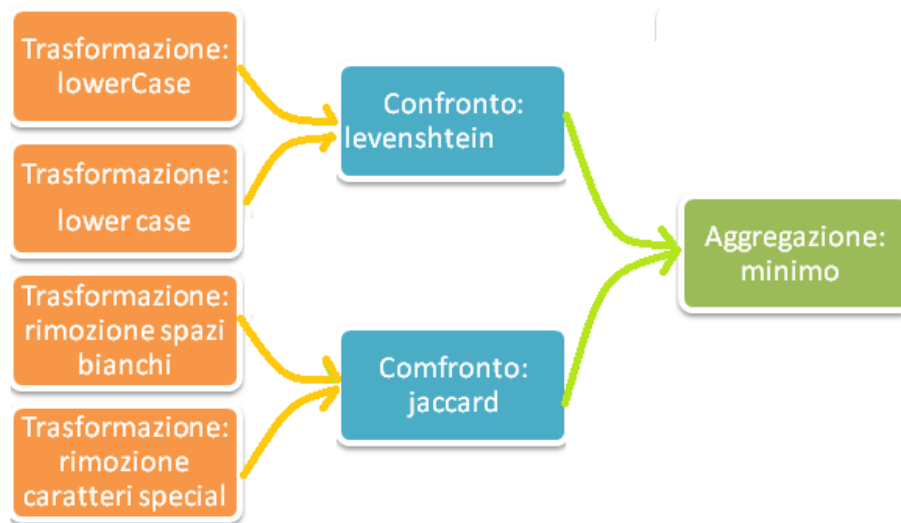 Trasformazione:
lowerCase
Trasformazione:
lower case
Trasformazione:
rimozione spazi
bianchi
Trasformazione:
rimozione
caratteri special
Confronto:
levenshtein
Comfronto:
jaccard
Aggregazione:
minimo